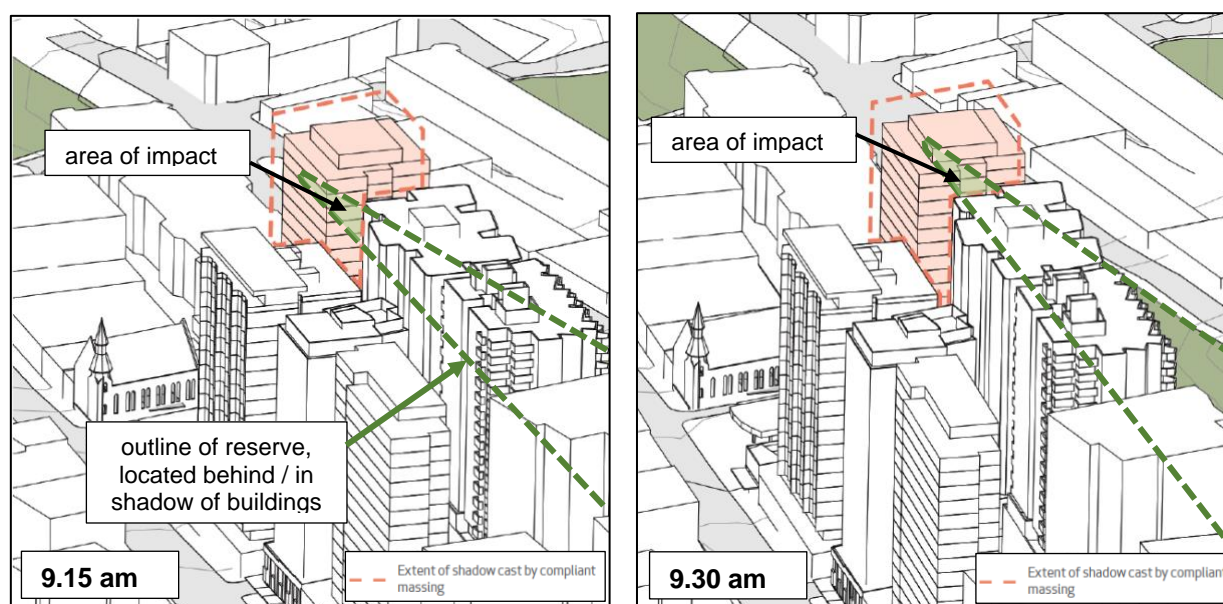 area of impact
outline of reserve,
located behind / in
shadow of buildings
9.15 am
Extent of shadow cast by compliant
massing
area of impact
9.30 am
Extent of shadow cast by compliant
massing